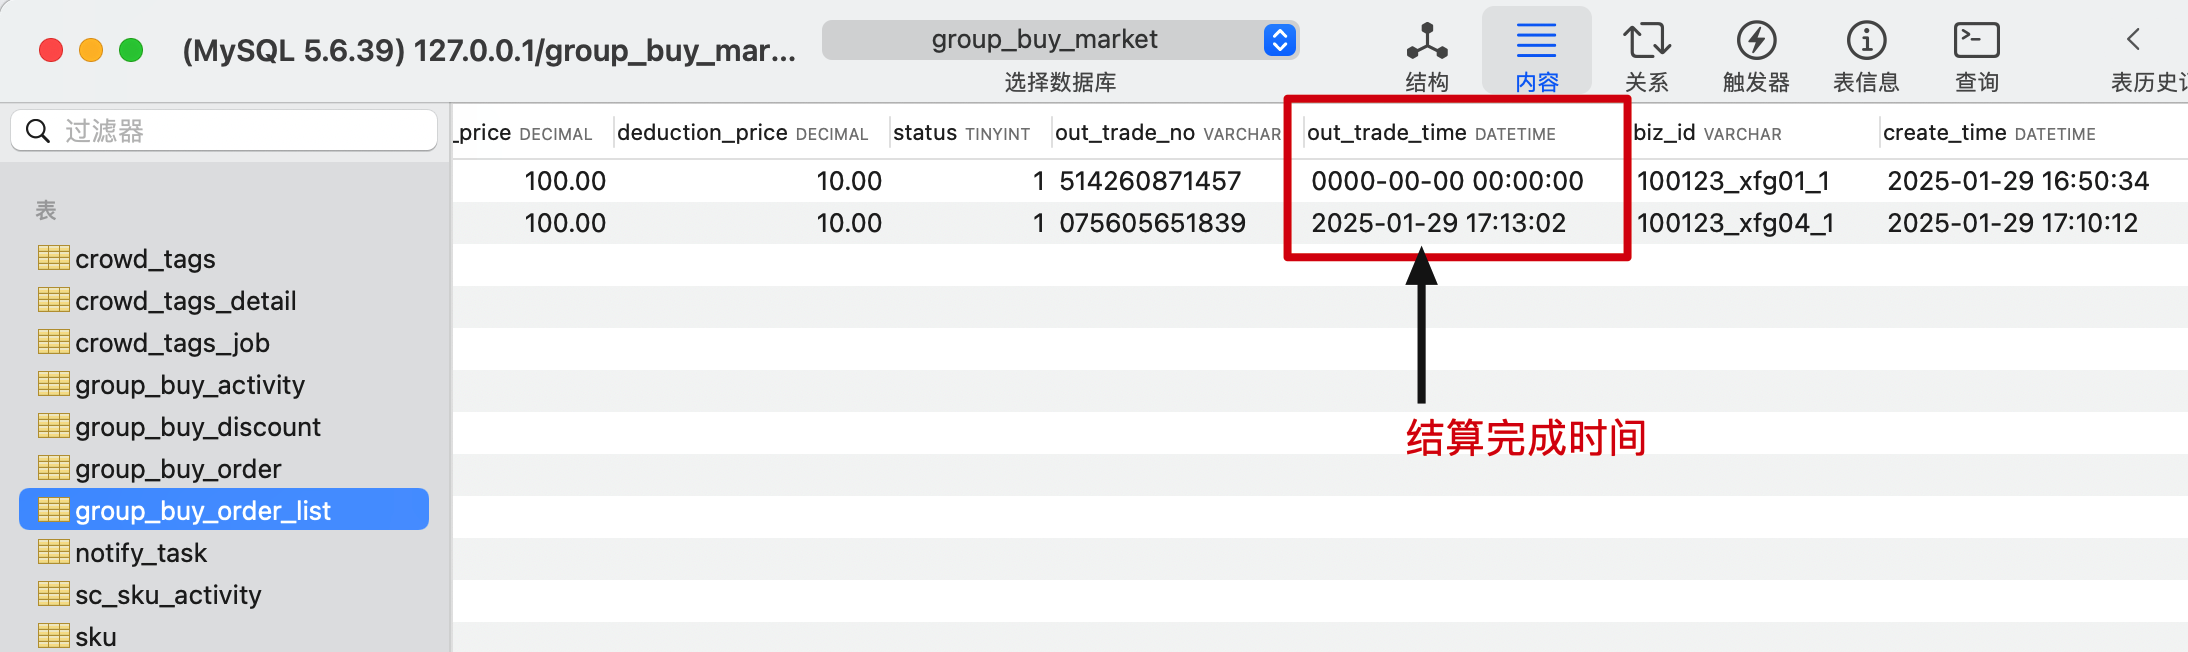 (MySQL 5.6.39) 127.0.0.1/group_buy_mar...
group_buy_market
选择数据库
结构
内容
关系
触发器
表信息
查询
表历史
过滤器
表
crowd_tags
crowd_tags_detail
crowd_tags_job
group_buy_activity
group_buy_discount
group_buy_order
group_buy_order_list
notify_task
sc_sku_activity
sku
_price DECIMAL deduction_price DECIMAL status TINYINT out_trade_no VARCHAR out_trade_time DATETIME biz_id VARCHAR create_time DATETIME
100.00 10.00 1 514260871457 0000-00-00 00:00:00 100123_xfg01_1 2025-01-29 16:50:34
100.00 10.00 1 075605651839 2025-01-29 17:13:02 100123_xfg04_1 2025-01-29 17:10:12
结算完成时间